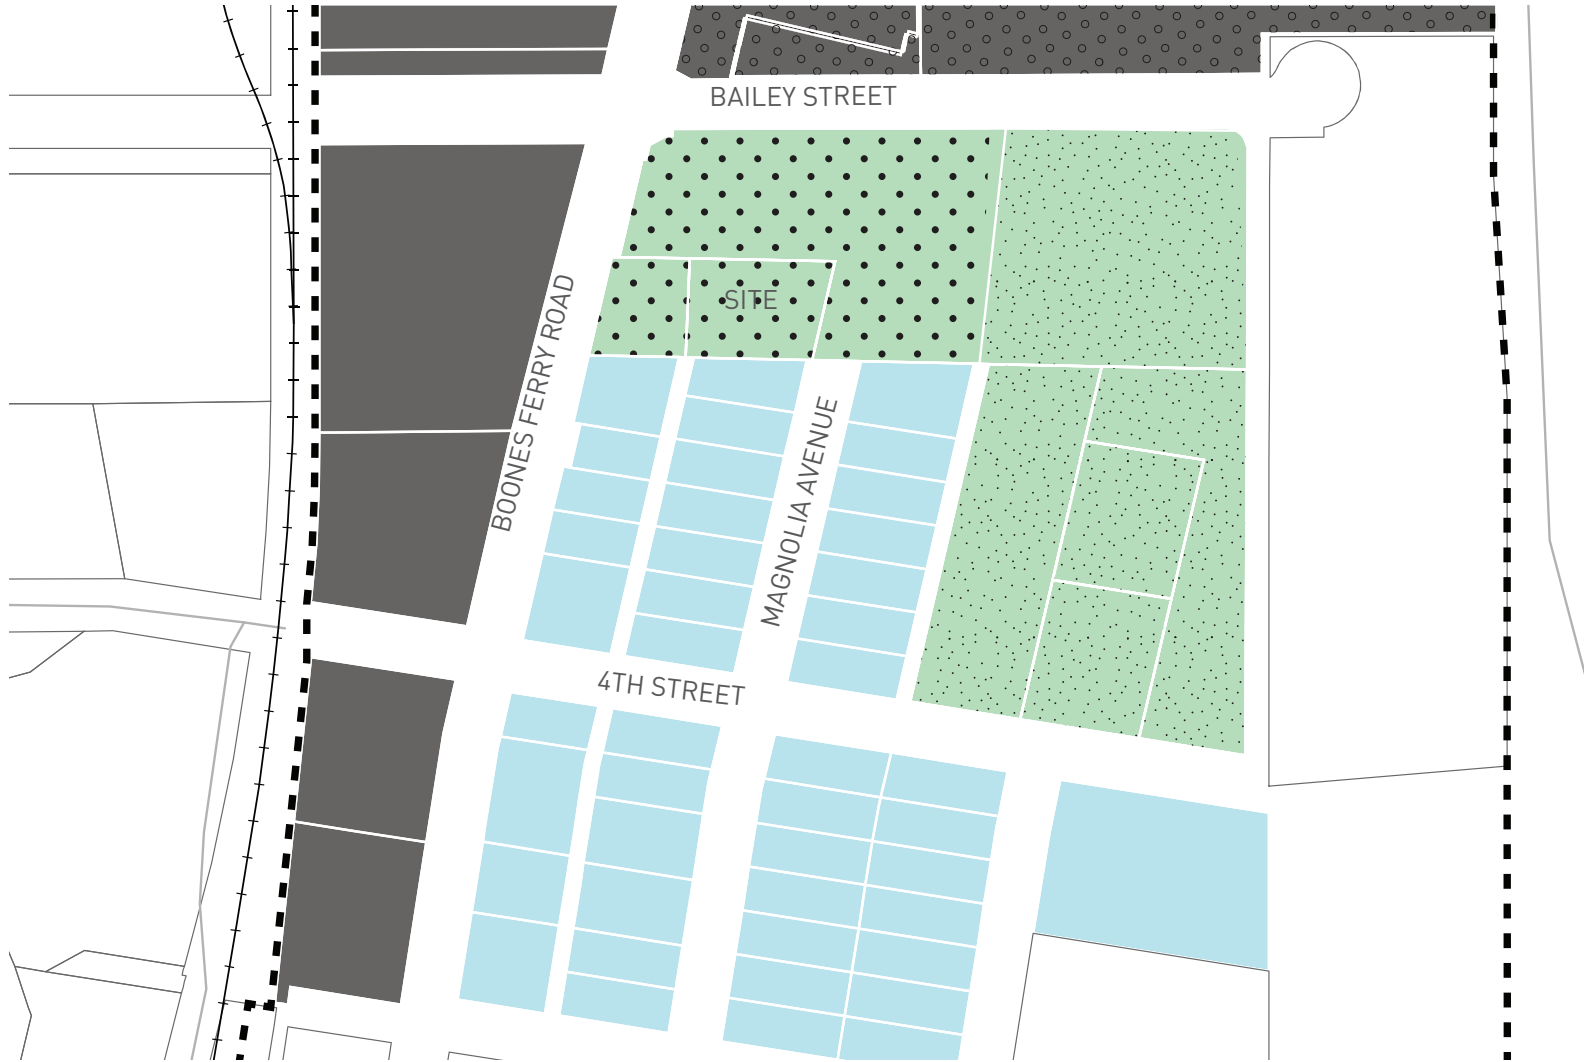 BAILEY STREET
SITE
BOONES FERRY ROAD
MAGNOLIA AVENUE
4TH STREET